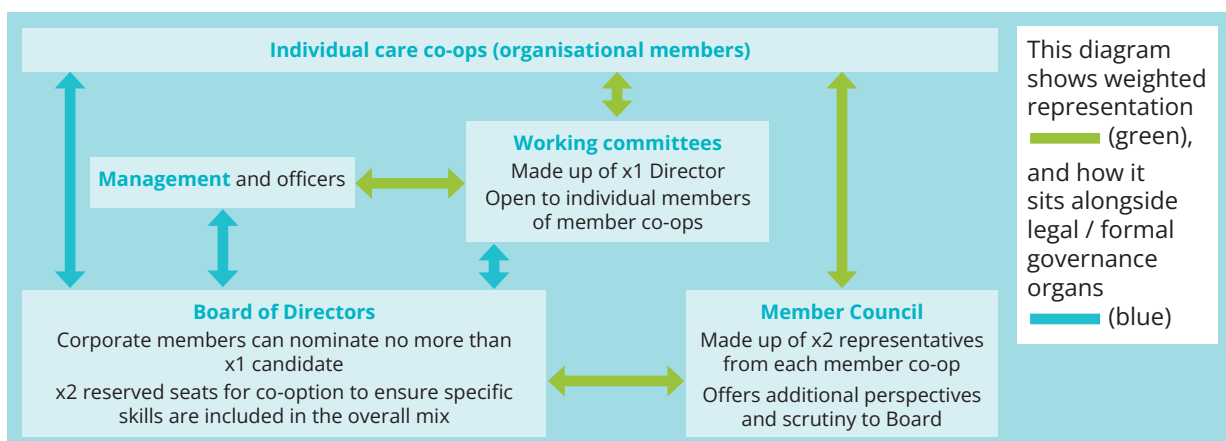 Individual care co-ops (organisational members)
Working committees
Made up of x1 Director
Open to individual members
of member co-ops
Management and officers
Board of Directors
Corporate members can nominate no more than
x1 candidate
x2 reserved seats for co-option to ensure specific
skills are included in the overall mix
Member Council
Made up of x2 representatives
from each member co-op
Offers additional perspectives
and scrutiny to Board
This diagram
shows weighted
representation
(green),
and how it
sits alongside
legal / formal
governance
organs
(blue)